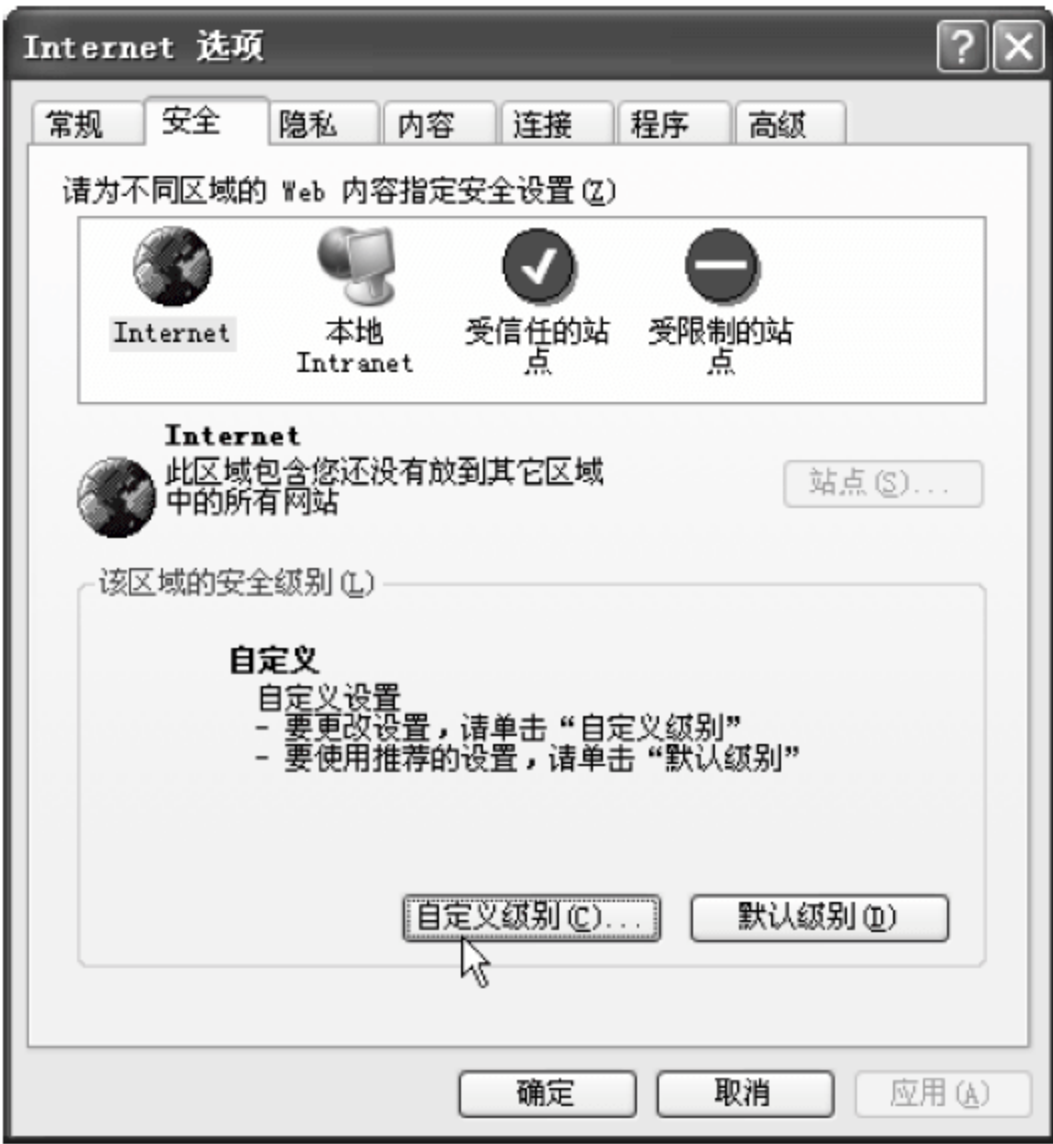 Internet 选项
常规 安全 隐私 内容 连接 程序 高级
请为不同区域的 Web 内容指定安全设置(Z)
Internet
本地
Intranet
受信任的站
点
受限制的站
点
Internet
此区域包含您还没有放到其它区域
中的所有网站
站点(S)...
该区域的安全级别(L)
自定义
自定义设置
- 要更改设置，请单击“自定义级别”
- 要使用推荐的设置，请单击“默认级别”
自定义级别(C)... 默认级别(D)
确定 取消 应用(A)